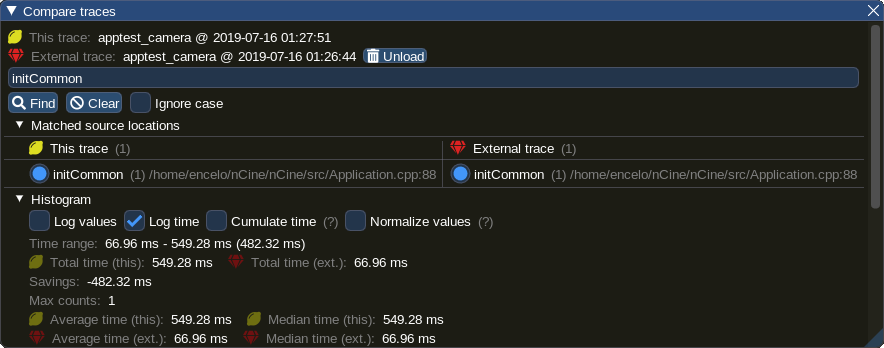 Compare traces
This trace: apptest_camera @ 2019-07-16 01:27:51
External trace: apptest_camera @ 2019-07-16 01:26:44 Unload
initCommon
Find Clear Ignore case
Matched source locations
This trace (1) External trace (1)
initCommon (1) /home/encelo/nCine/nCine/src/Application.cpp:88 initCommon (1) /home/encelo/nCine/nCine/src/Application.cpp:88
Histogram
Log values Log time Cumulate time (?) Normalize values (?)
Time range: 66.96 ms - 549.28 ms (482.32 ms)
Total time (this): 549.28 ms Total time (ext.): 66.96 ms
Savings: -482.32 ms
Max counts: 1
Average time (this): 549.28 ms Median time (this): 549.28 ms
Average time (ext.): 66.96 ms Median time (ext.): 66.96 ms